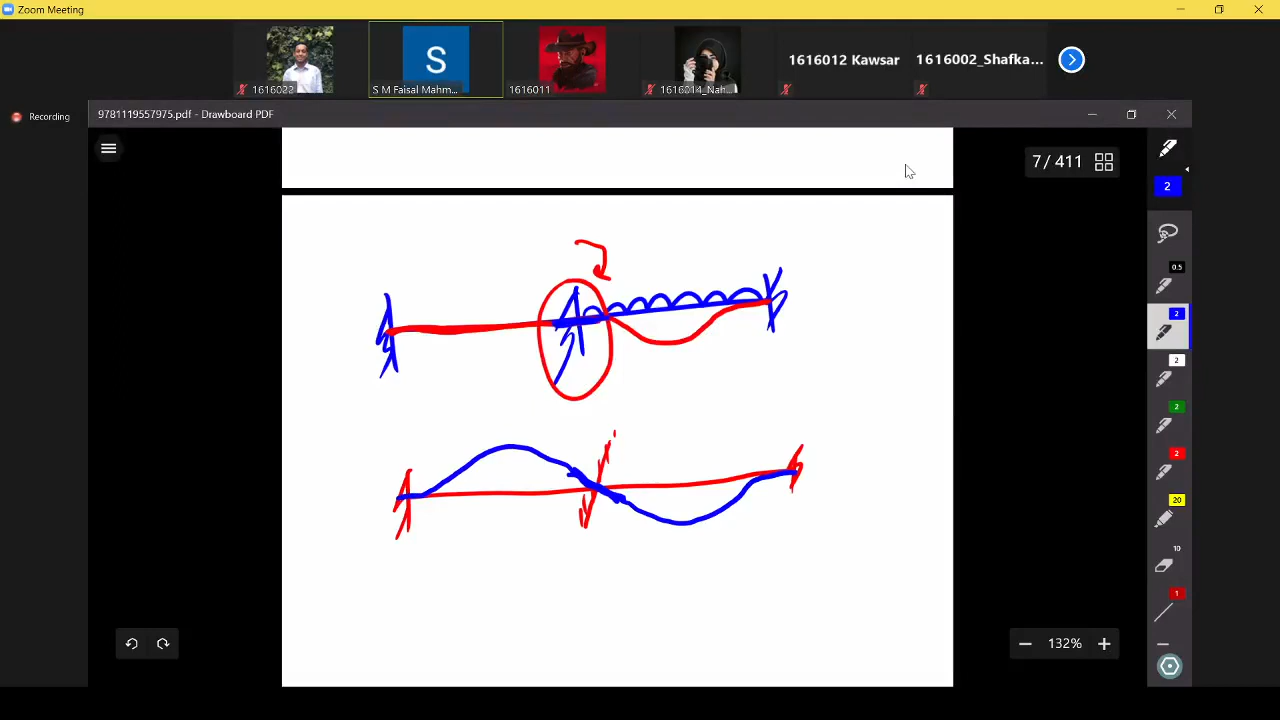 Zoom Meeting
S
1616022
S M Faisal Mahm...
1616011
1616014_Nah...
1616012 Kawsar
1616002_Shafka...
Recording
9781119557975.pdf - Drawboard PDF
7 / 411
2
0.5
2
2
2
2
20
10
1
132%